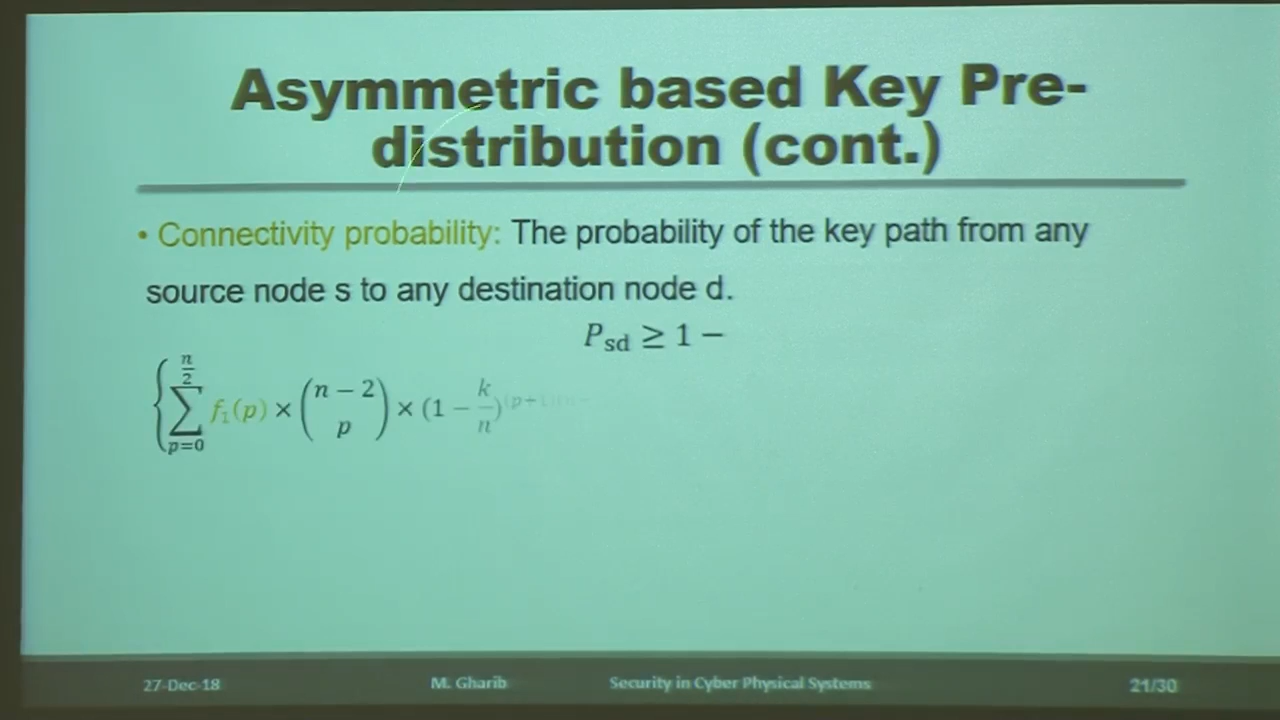 Asymmetric based Key Pre-
distribution (cont.)
• Connectivity probability: The probability of the key path from any
source node s to any destination node d.
P_sd ≥ 1 −
{ ∑_{p=0}^{n/2} f₁(p) × (n − 2 choose p) × (1 − k/n)^(p+1)
27-Dec-18 M. Gharib Security in Cyber Physical Systems 21/30